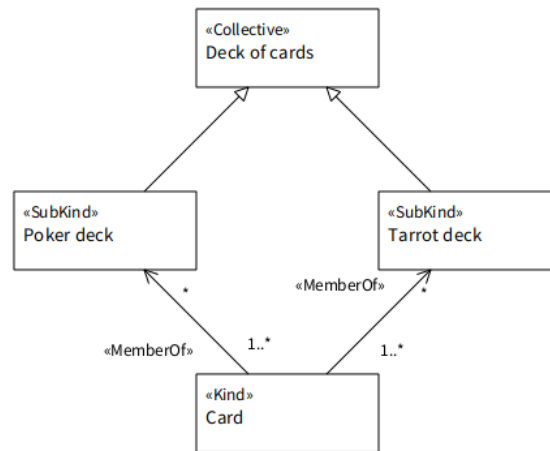 «Collective»
Deck of cards
«SubKind»
Poker deck
«SubKind»
Tarrot deck
«MemberOf»
*
*
«MemberOf»
1..*
1..*
«Kind»
Card